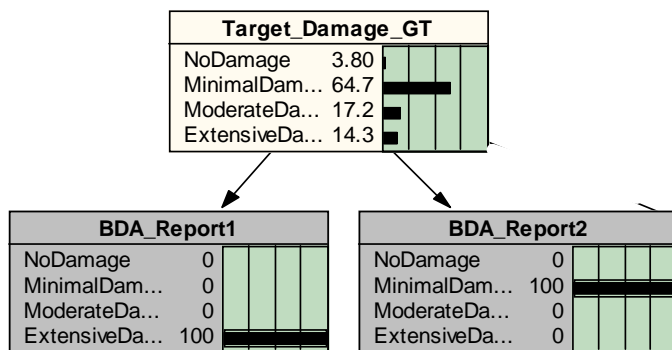 Target_Damage_GT
NoDamage 3.80
MinimalDam... 64.7
ModerateDa... 17.2
ExtensiveDa... 14.3
BDA_Report1
NoDamage 0
MinimalDam... 0
ModerateDa... 0
ExtensiveDa... 100
BDA_Report2
NoDamage 0
MinimalDam... 100
ModerateDa... 0
ExtensiveDa... 0